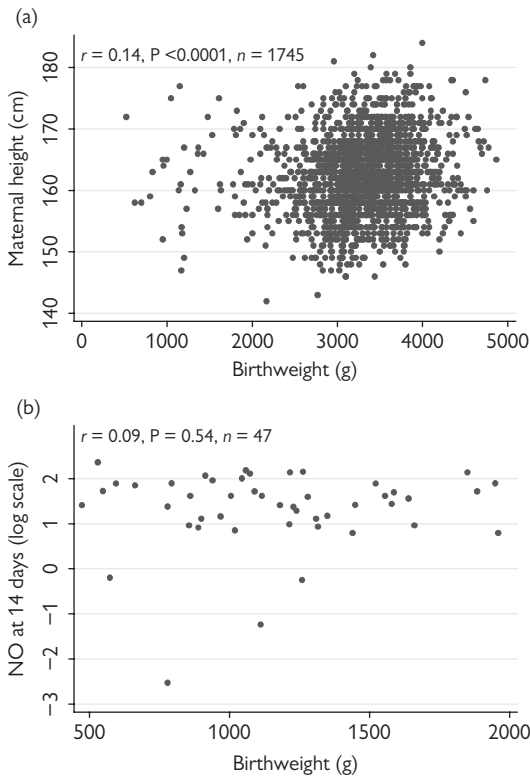 (a)
r = 0.14, P <0.0001, n = 1745
180
170
160
150
140
Maternal height (cm)
0 1000 2000 3000 4000 5000
Birthweight (g)
(b)
r = 0.09, P = 0.54, n = 47
2
1
0
−1
−2
−3
NO at 14 days (log scale)
500 1000 1500 2000
Birthweight (g)